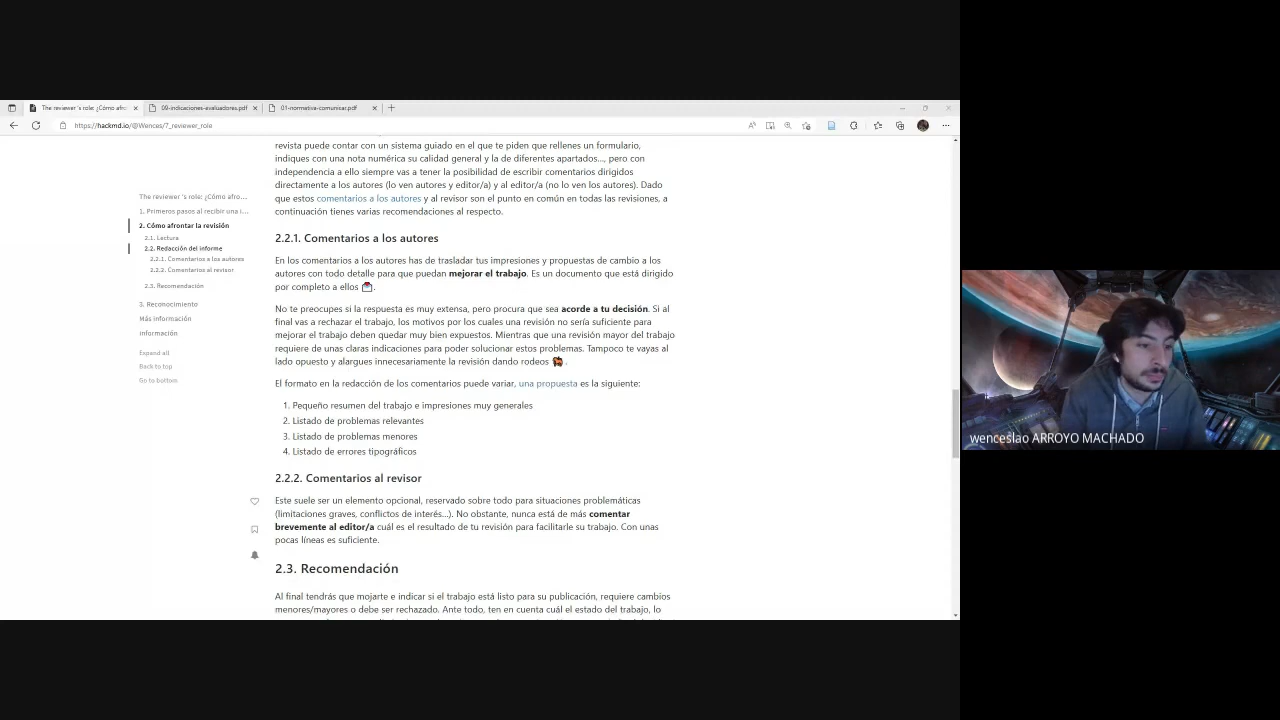 The reviewer's role: ¿Cómo afro
09-indicaciones-evaluadores.pdf
01-normativa-comunisac.pdf
https://hackmd.io/@Wences/7_reviewer_role
revista puede contar con un sistema guiado en el que te piden que rellenes un formulario,
indiques con una nota numérica su calidad general y la de diferentes apartados..., pero con
independencia a ello siempre vas a tener la posibilidad de escribir comentarios dirigidos
directamente a los autores (lo ven autores y editor/a) y al editor/a (no lo ven los autores). Dado
que estos comentarios a los autores y al revisor son el punto en común en todas las revisiones, a
continuación tienes varias recomendaciones al respecto.
The reviewer 's role: ¿Cómo afro...
1. Primeros pasos al recibir una i...
2. Cómo afrontar la revisión
2.1. Lectura
2.2. Redacción del informe
2.2.1. Comentarios a los autores
2.2.2. Comentarios al revisor
2.3. Recomendación
3. Reconocimiento
Más información
Información
Expand all
Back to top
Go to bottom
2.2.1. Comentarios a los autores
En los comentarios a los autores has de trasladar tus impresiones y propuestas de cambio a los
autores con todo detalle para que puedan mejorar el trabajo. Es un documento que está dirigido
por completo a ellos .
No te preocupes si la respuesta es muy extensa, pero procura que sea acorde a tu decisión. Si al
final vas a rechazar el trabajo, los motivos por los cuales una revisión no sería suficiente para
mejorar el trabajo deben quedar muy bien expuestos. Mientras que una revisión mayor del trabajo
requiere de unas claras indicaciones para poder solucionar estos problemas. Tampoco te vayas al
lado opuesto y alargues innecesariamente la revisión dando rodeos .
El formato en la redacción de los comentarios puede variar, una propuesta es la siguiente:
1. Pequeño resumen del trabajo e impresiones muy generales
2. Listado de problemas relevantes
3. Listado de problemas menores
4. Listado de errores tipográficos
2.2.2. Comentarios al revisor
Este suele ser un elemento opcional, reservado sobre todo para situaciones problemáticas
(limitaciones graves, conflictos de interés...). No obstante, nunca está de más comentar
brevemente al editor/a cuál es el resultado de tu revisión para facilitarle su trabajo. Con unas
pocas líneas es suficiente.
2.3. Recomendación
Al final tendrás que mojarte e indicar si el trabajo está listo para su publicación, requiere cambios
menores/mayores o debe ser rechazado. Ante todo, ten en cuenta cuál el estado del trabajo, lo
wenceslao ARROYO MACHADO